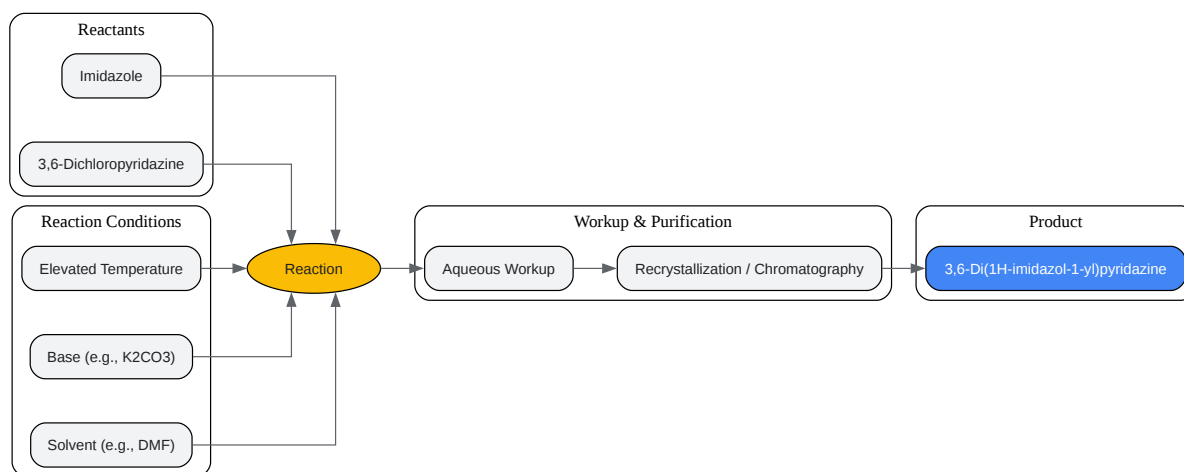 Reactants
Imidazole
3,6-Dichloropyridazine
Reaction Conditions
Elevated Temperature
Base (e.g., K2CO3)
Solvent (e.g., DMF)
Reaction
Workup & Purification
Aqueous Workup
Recrystallization / Chromatography
Product
3,6-Di(1H-imidazol-1-yl)pyridazine